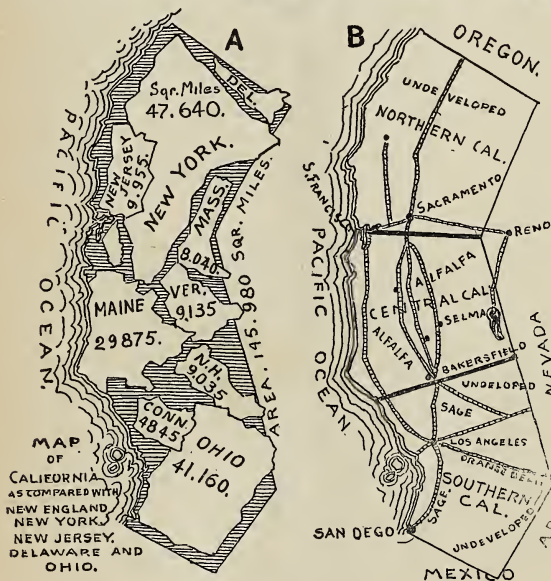 A
PACIFIC
OCEAN.
Sqr. Miles
47.640.
DEL.
NEW YORK.
NEW
JERSEY
9.955.
MASS.
8.040.
VER.
9.135
MAINE
29875.
N.H.
9.035
CONN.
4845
OHIO
41.160.
AREA. 145.980 SQR. MILES.
MAP
OF
CALIFORNIA
AS COMPARED WITH
NEW ENGLAND
NEW YORK.
NEW JERSEY.
DELAWARE AND
OHIO.
B
OREGON.
UNDEVELOPED
NORTHERN CAL.
SACRAMENTO
RENO
PACIFIC
OCEAN.
ALFALFA
CENTRAL CAL.
SELMA
ALFALFA
BAKERSFIELD
UNDELOPED
NEVADA
SAGE
LOS ANGELES
ORANGE BELT
SOUTHERN
CAL.
SAGE.
UNDEVELOPED
SAN DEGO
MEXICO